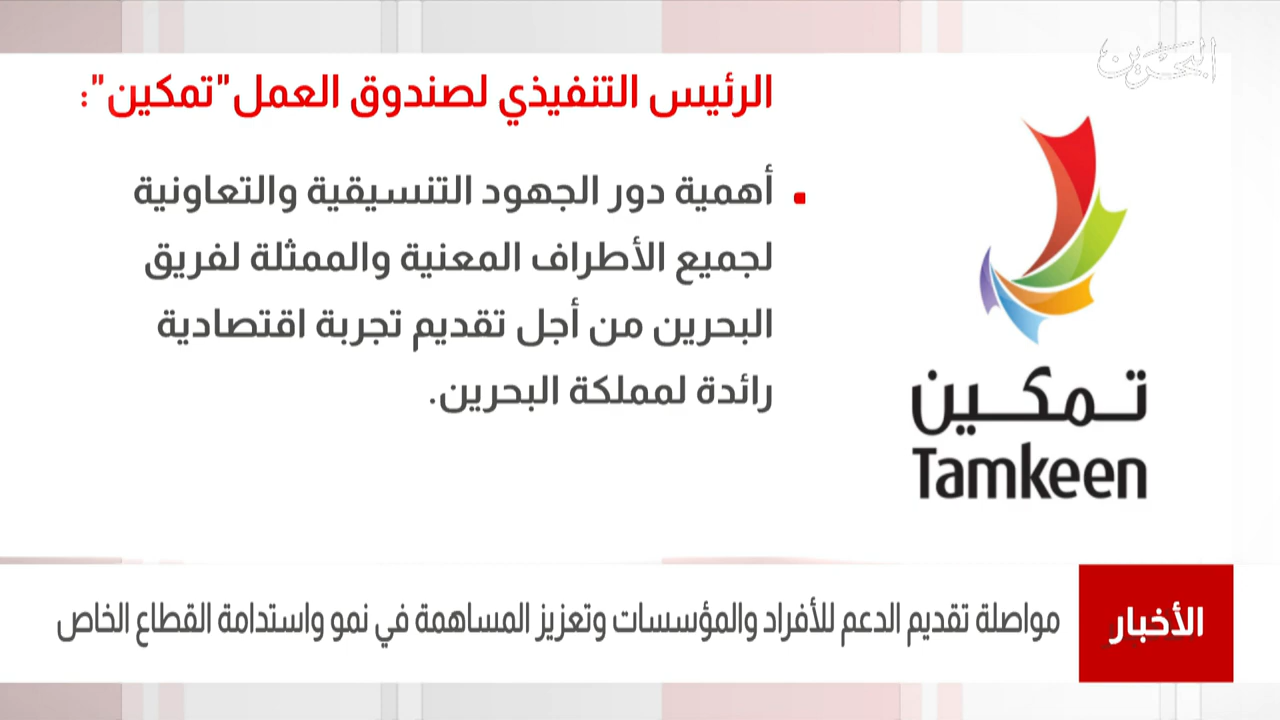 البحرين
الرئيس التنفيذي لصندوق العمل"تمكين":
أهمية دور الجهود التنسيقية والتعاونية
لجميع الأطراف المعنية والممثلة لفريق
البحرين من أجل تقديم تجربة اقتصادية
رائدة لمملكة البحرين.
تمكين
Tamkeen
الأخبار
مواصلة تقديم الدعم للأفراد والمؤسسات وتعزيز المساهمة في نمو واستدامة القطاع الخاص